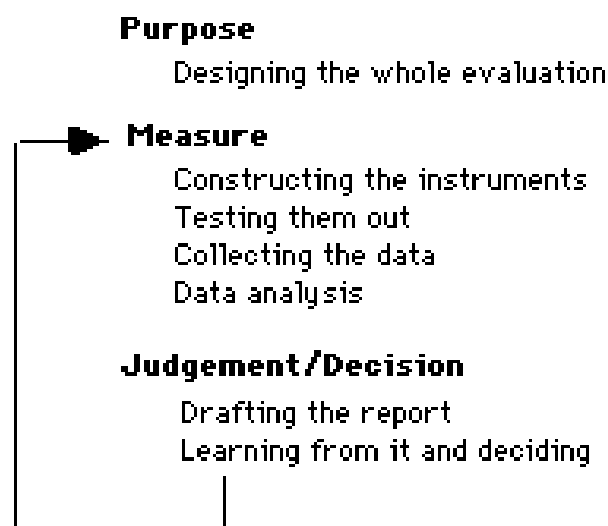 Purpose
Designing the whole evaluation
Measure
Constructing the instruments
Testing them out
Collecting the data
Data analysis
Judgement/Decision
Drafting the report
Learning from it and deciding